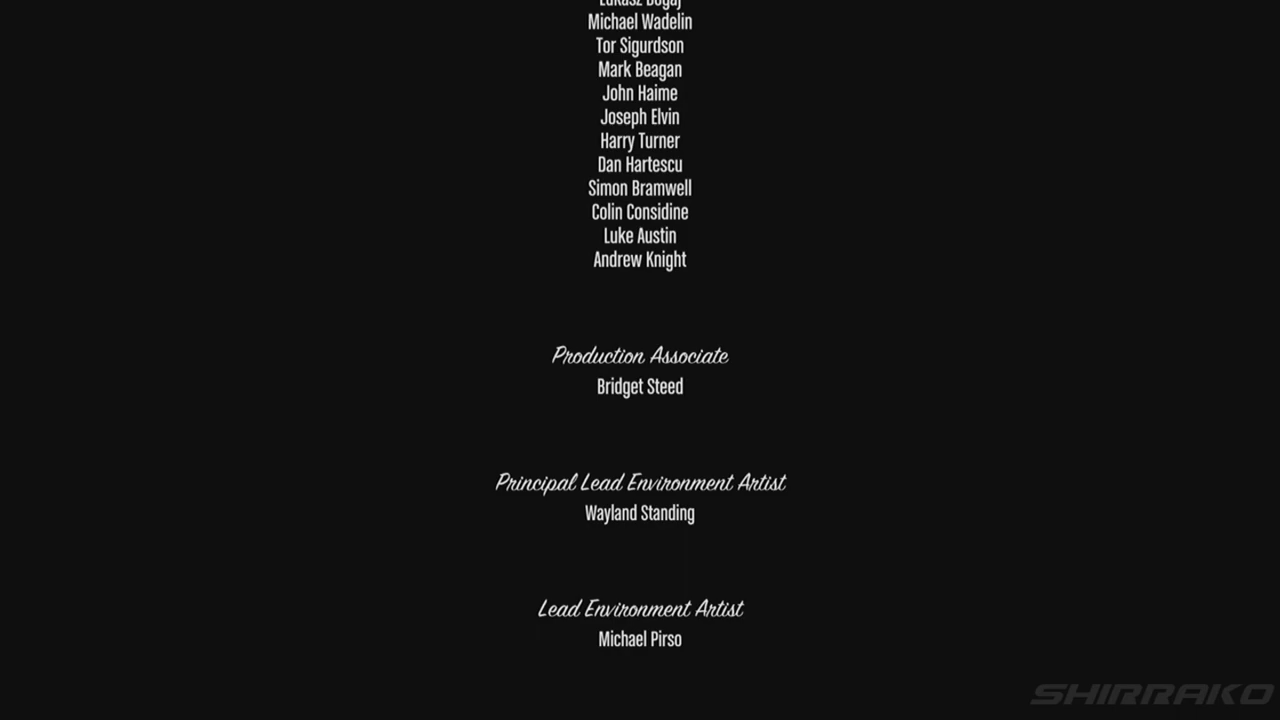 Lukasz Bugaj
Michael Wadelin
Tor Sigurdson
Mark Beagan
John Haime
Joseph Elvin
Harry Turner
Dan Hartescu
Simon Bramwell
Colin Considine
Luke Austin
Andrew Knight
Production Associate
Bridget Steed
Principal Lead Environment Artist
Wayland Standing
Lead Environment Artist
Michael Pirso
SHIRRAKO